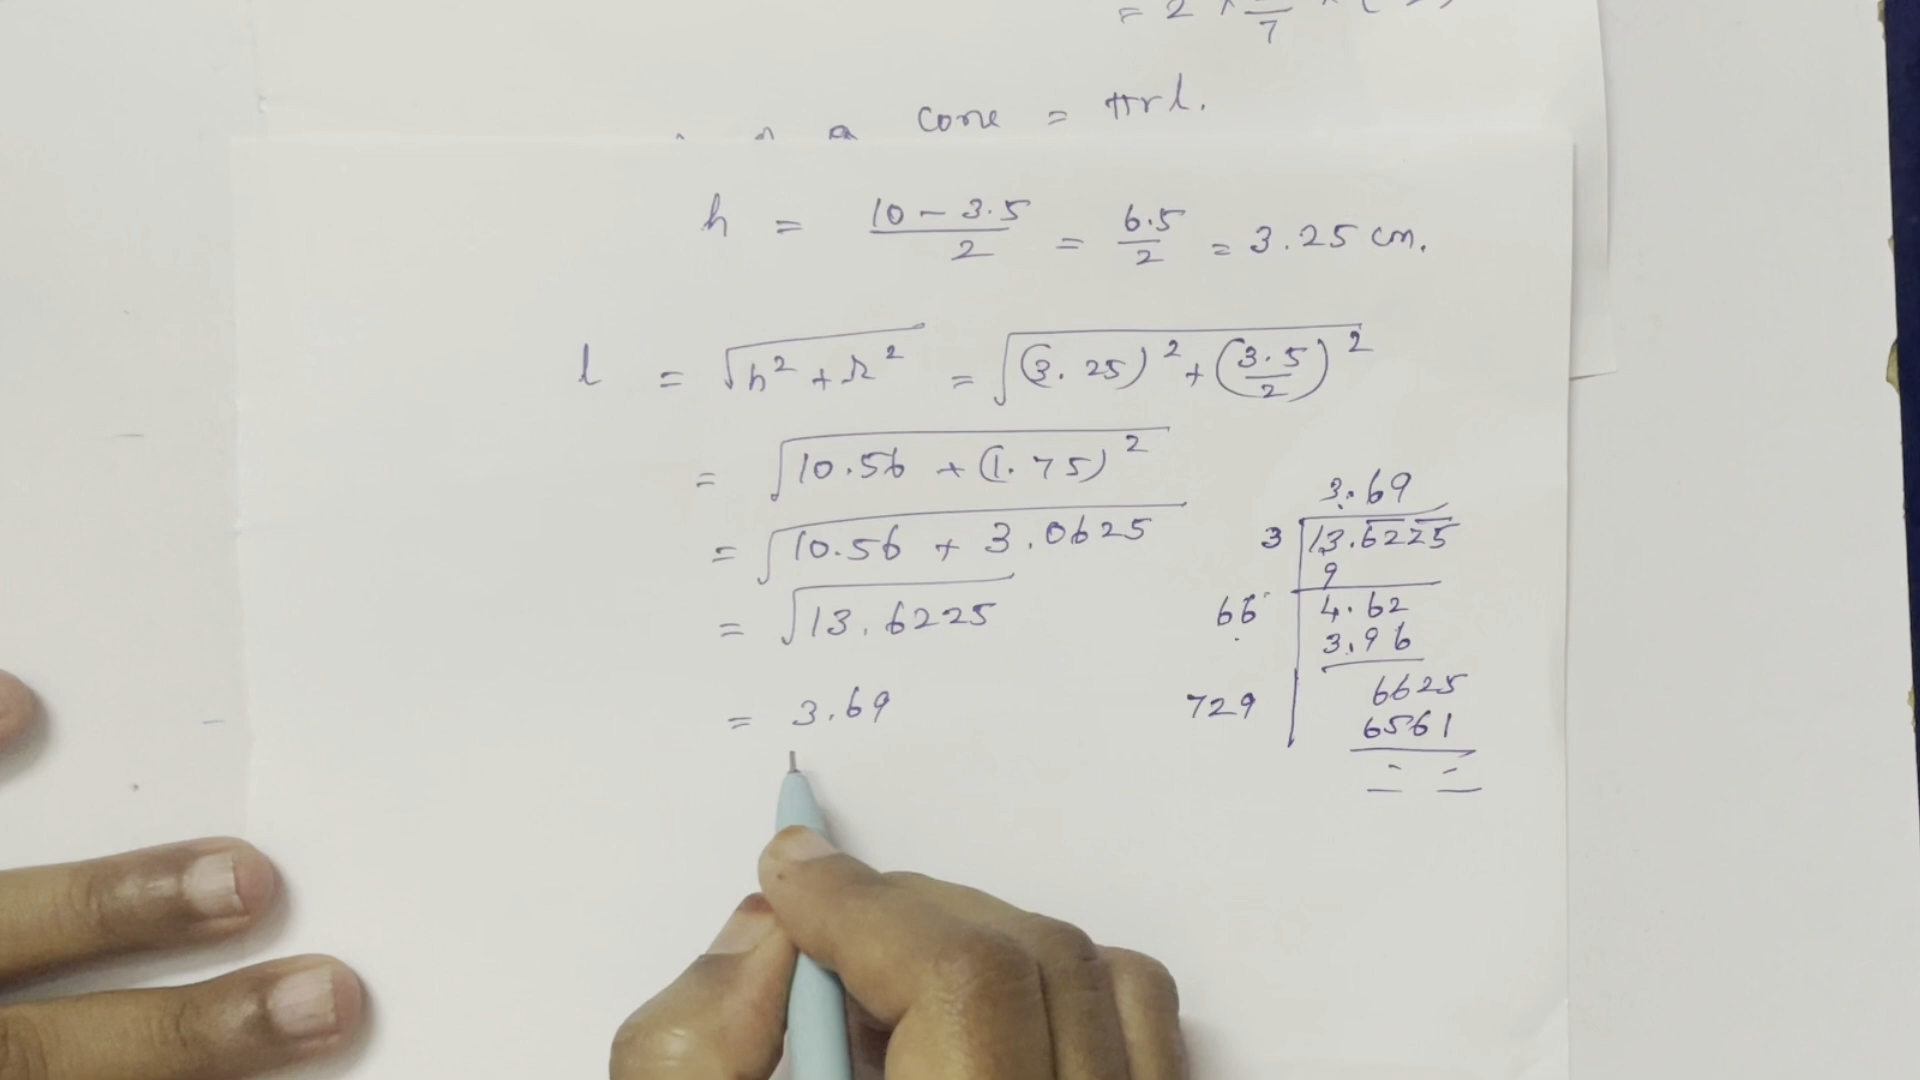 = 2 × /7 × (
a cone = πrl.
h = 10 - 3.5/2 = 6.5/2 = 3.25 cm.
l = √h² + r² = √(3.25)² + (3.5/2)²
= √10.56 + (1.75)²
= √10.56 + 3.0625
= √13.6225
= 3.69
3.69
3 13.6225
9
66 4.62
3.96
729 6625
6561